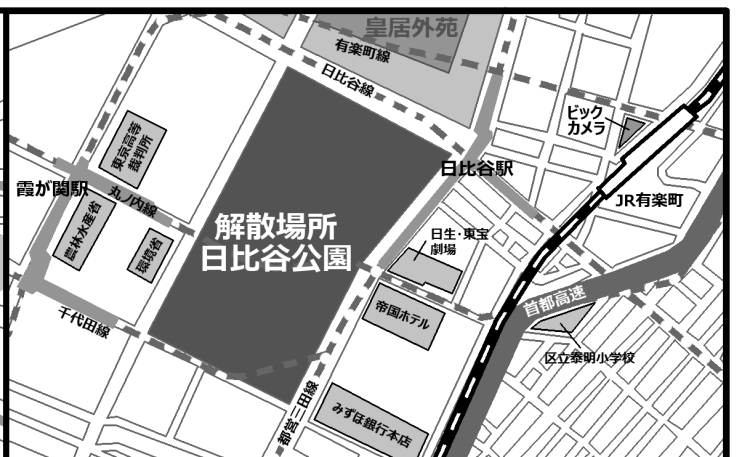 皇居外苑
有楽町線
日比谷線
ビック
カメラ
東京高等
裁判所
日比谷駅
霞が関駅
丸ノ内線
JR有楽町
解散場所
日比谷公園
農林水産省
環境省
日生・東宝
劇場
首都高速
帝国ホテル
千代田線
区立泰明小学校
都営三田線
みずほ銀行本店